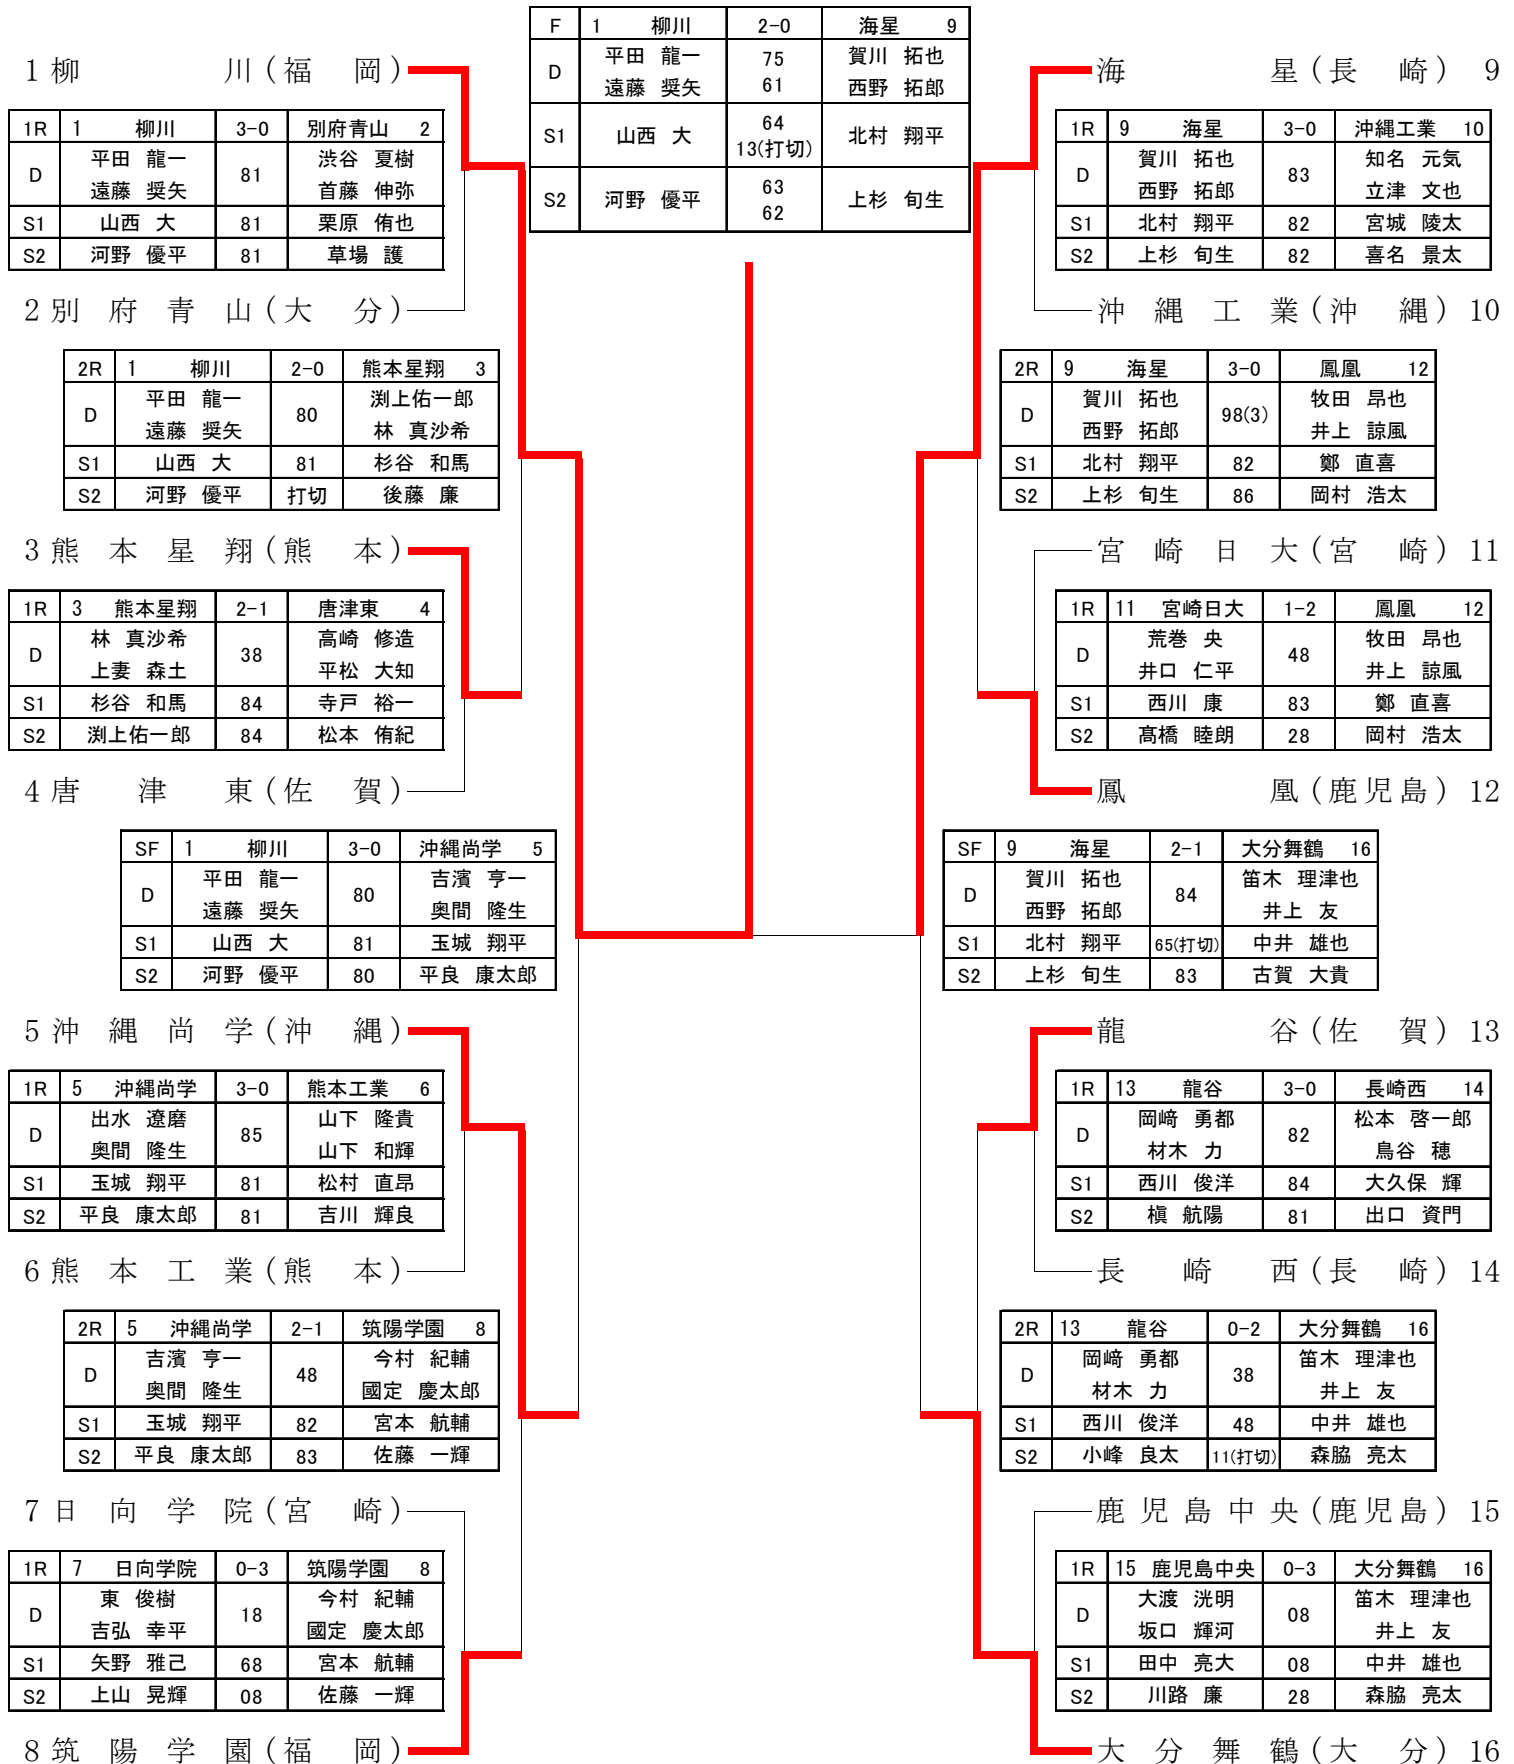 F 1 柳川 2-0 海星 9
D 平田 龍一 75 賀川 拓也
遠藤 奨矢 61 西野 拓郎
S1 山西 大 64 13(打切) 北村 翔平
S2 河野 優平 63 62 上杉 旬生
1 柳川(福岡)
1R 1 柳川 3-0 別府青山 2
D 平田 龍一 81 渋谷 夏樹
遠藤 奨矢 首藤 伸弥
S1 山西 大 81 栗原 侑也
S2 河野 優平 81 草場 護
2 別府青山(大分)
2R 1 柳川 2-0 熊本星翔 3
D 平田 龍一 80 渕上佑一郎
遠藤 奨矢 林 真沙希
S1 山西 大 81 杉谷 和馬
S2 河野 優平 打切 後藤 廉
3 熊本星翔(熊本)
1R 3 熊本星翔 2-1 唐津東 4
D 林 真沙希 38 高崎 修造
上妻 森土 平松 大知
S1 杉谷 和馬 84 寺戸 裕一
S2 渕上佑一郎 84 松本 侑紀
4 唐津東(佐賀)
SF 1 柳川 3-0 沖縄尚学 5
D 平田 龍一 80 吉濱 亨一
遠藤 奨矢 奥間 隆生
S1 山西 大 81 玉城 翔平
S2 河野 優平 80 平良 康太郎
5 沖縄尚学(沖縄)
1R 5 沖縄尚学 3-0 熊本工業 6
D 出水 遼磨 85 山下 隆貴
奥間 隆生 山下 和輝
S1 玉城 翔平 81 松村 直昂
S2 平良 康太郎 81 吉川 輝良
6 熊本工業(熊本)
2R 5 沖縄尚学 2-1 筑陽学園 8
D 吉濱 亨一 48 今村 紀輔
奥間 隆生 國定 慶太郎
S1 玉城 翔平 82 宮本 航輔
S2 平良 康太郎 83 佐藤 一輝
7 日向学院(宮崎)
1R 7 日向学院 0-3 筑陽学園 8
D 東 俊樹 18 今村 紀輔
吉弘 幸平 國定 慶太郎
S1 矢野 雅己 68 宮本 航輔
S2 上山 晃輝 08 佐藤 一輝
8 筑陽学園(福岡)
海星(長崎) 9
1R 9 海星 3-0 沖縄工業 10
D 賀川 拓也 83 知名 元気
西野 拓郎 立津 文也
S1 北村 翔平 82 宮城 陵太
S2 上杉 旬生 82 喜名 景太
沖縄工業(沖縄) 10
2R 9 海星 3-0 鳳凰 12
D 賀川 拓也 98(3) 牧田 昂也
西野 拓郎 井上 諒風
S1 北村 翔平 82 鄭 直喜
S2 上杉 旬生 86 岡村 浩太
宮崎日大(宮崎) 11
1R 11 宮崎日大 1-2 鳳凰 12
D 荒巻 央 48 牧田 昂也
井口 仁平 井上 諒風
S1 西川 康 83 鄭 直喜
S2 髙橋 睦朗 28 岡村 浩太
鳳凰(鹿児島) 12
SF 9 海星 2-1 大分舞鶴 16
D 賀川 拓也 84 笛木 理津也
西野 拓郎 井上 友
S1 北村 翔平 65(打切) 中井 雄也
S2 上杉 旬生 83 古賀 大貴
龍谷(佐賀) 13
1R 13 龍谷 3-0 長崎西 14
D 岡﨑 勇都 82 松本 啓一郎
材木 力 鳥谷 穂
S1 西川 俊洋 84 大久保 輝
S2 槇 航陽 81 出口 資門
長崎西(長崎) 14
2R 13 龍谷 0-2 大分舞鶴 16
D 岡﨑 勇都 38 笛木 理津也
材木 力 井上 友
S1 西川 俊洋 48 中井 雄也
S2 小峰 良太 11(打切) 森脇 亮太
鹿児島中央(鹿児島) 15
1R 15 鹿児島中央 0-3 大分舞鶴 16
D 大渡 洸明 08 笛木 理津也
坂口 輝河 井上 友
S1 田中 亮大 08 中井 雄也
S2 川路 廉 28 森脇 亮太
大分舞鶴(大分) 16